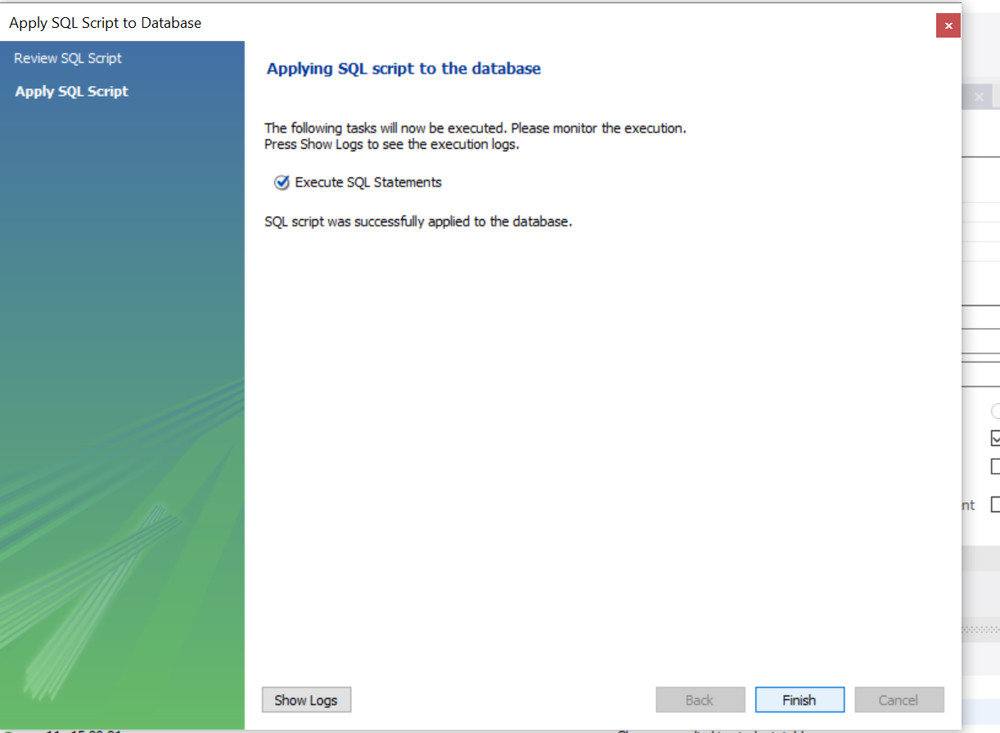 Apply SQL Script to Database
Review SQL Script
Apply SQL Script
Applying SQL script to the database
The following tasks will now be executed. Please monitor the execution.
Press Show Logs to see the execution logs.
Execute SQL Statements
SQL script was successfully applied to the database.
nt
Show Logs
Back
Finish
Cancel